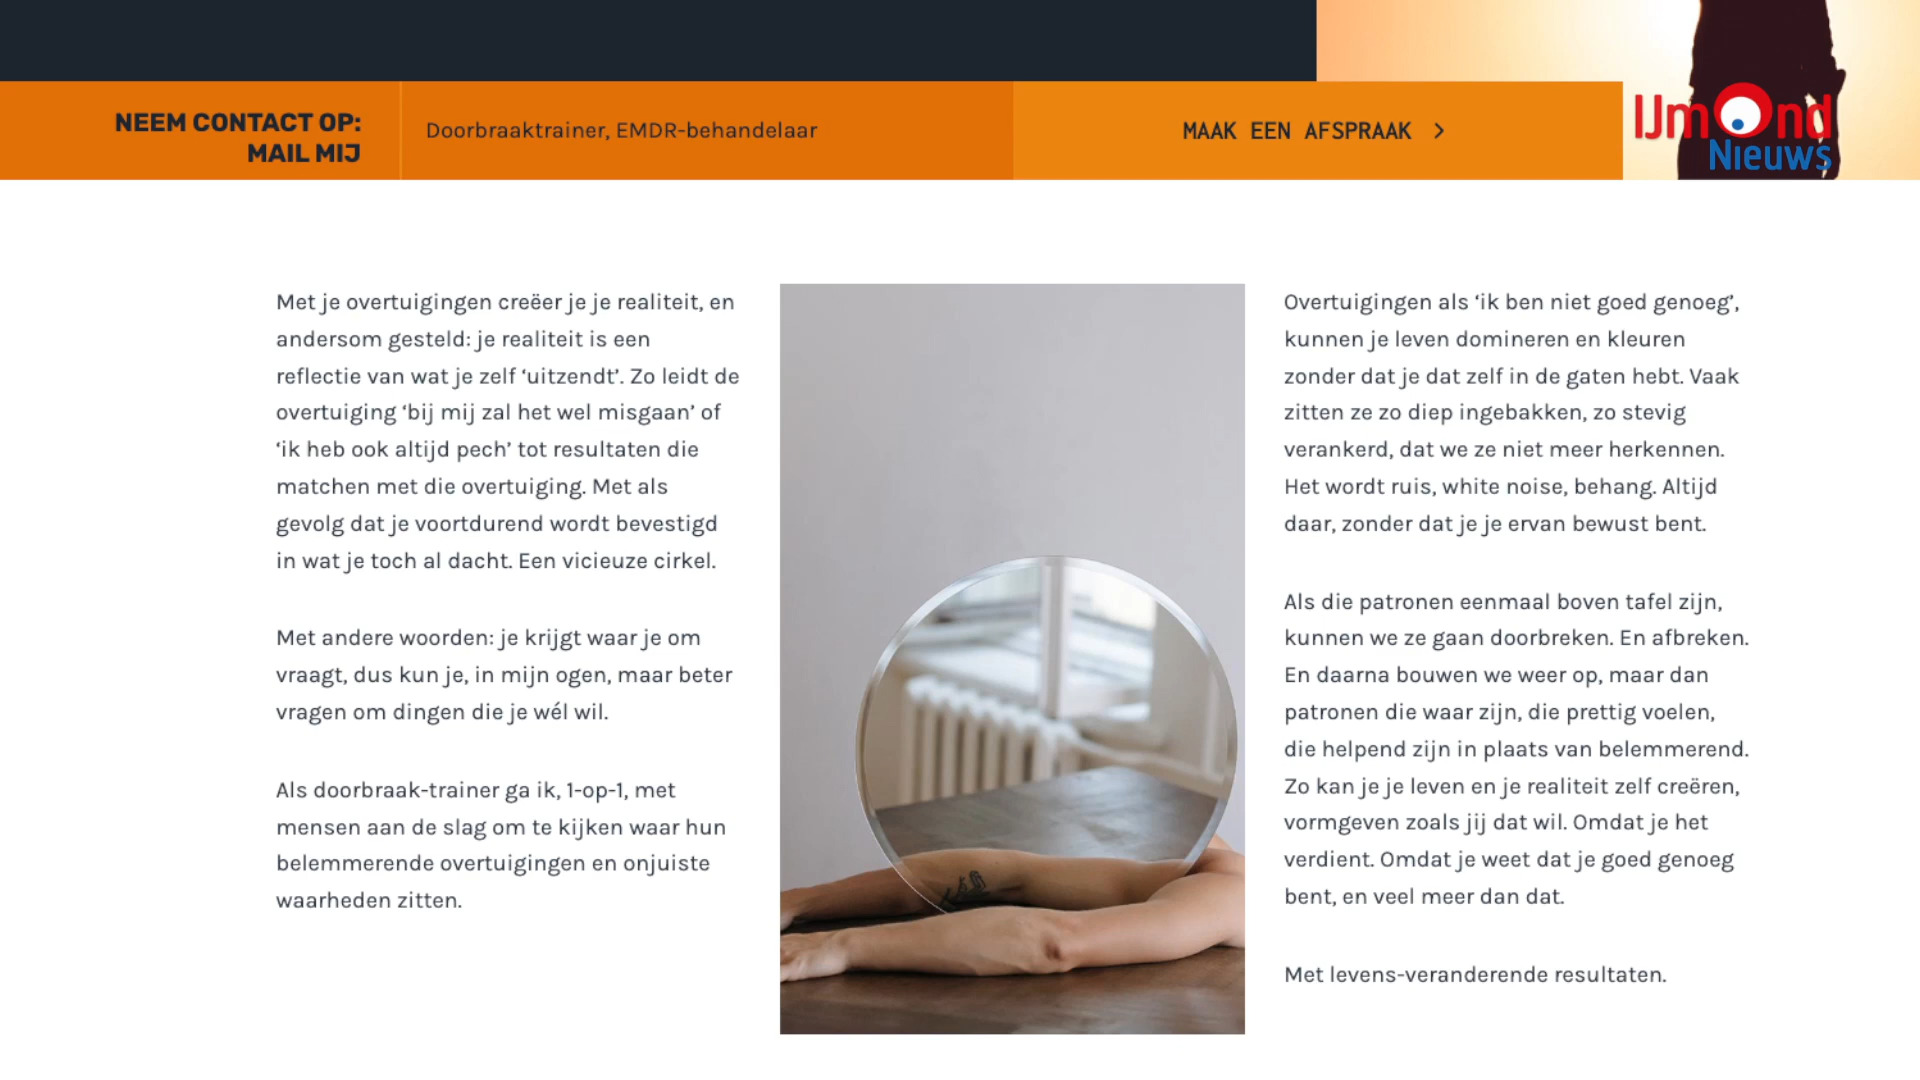 NEEM CONTACT OP:
MAIL MIJ
Doorbraaktrainer, EMDR-behandelaar
MAAK EEN AFSPRAAK >
IJmond
Nieuws
Met je overtuigingen creëer je je realiteit, en
andersom gesteld: je realiteit is een
reflectie van wat je zelf ‘uitzendt’. Zo leidt de
overtuiging ‘bij mij zal het wel misgaan’ of
‘ik heb ook altijd pech’ tot resultaten die
matchen met die overtuiging. Met als
gevolg dat je voortdurend wordt bevestigd
in wat je toch al dacht. Een vicieuze cirkel.
Met andere woorden: je krijgt waar je om
vraagt, dus kun je, in mijn ogen, maar beter
vragen om dingen die je wél wil.
Als doorbraak-trainer ga ik, 1-op-1, met
mensen aan de slag om te kijken waar hun
belemmerende overtuigingen en onjuiste
waarheden zitten.
Overtuigingen als ‘ik ben niet goed genoeg’,
kunnen je leven domineren en kleuren
zonder dat je dat zelf in de gaten hebt. Vaak
zitten ze zo diep ingebakken, zo stevig
verankerd, dat we ze niet meer herkennen.
Het wordt ruis, white noise, behang. Altijd
daar, zonder dat je je ervan bewust bent.
Als die patronen eenmaal boven tafel zijn,
kunnen we ze gaan doorbreken. En afbreken.
En daarna bouwen we weer op, maar dan
patronen die waar zijn, die prettig voelen,
die helpend zijn in plaats van belemmerend.
Zo kan je je leven en je realiteit zelf creëren,
vormgeven zoals jij dat wil. Omdat je het
verdient. Omdat je weet dat je goed genoeg
bent, en veel meer dan dat.
Met levens-veranderende resultaten.